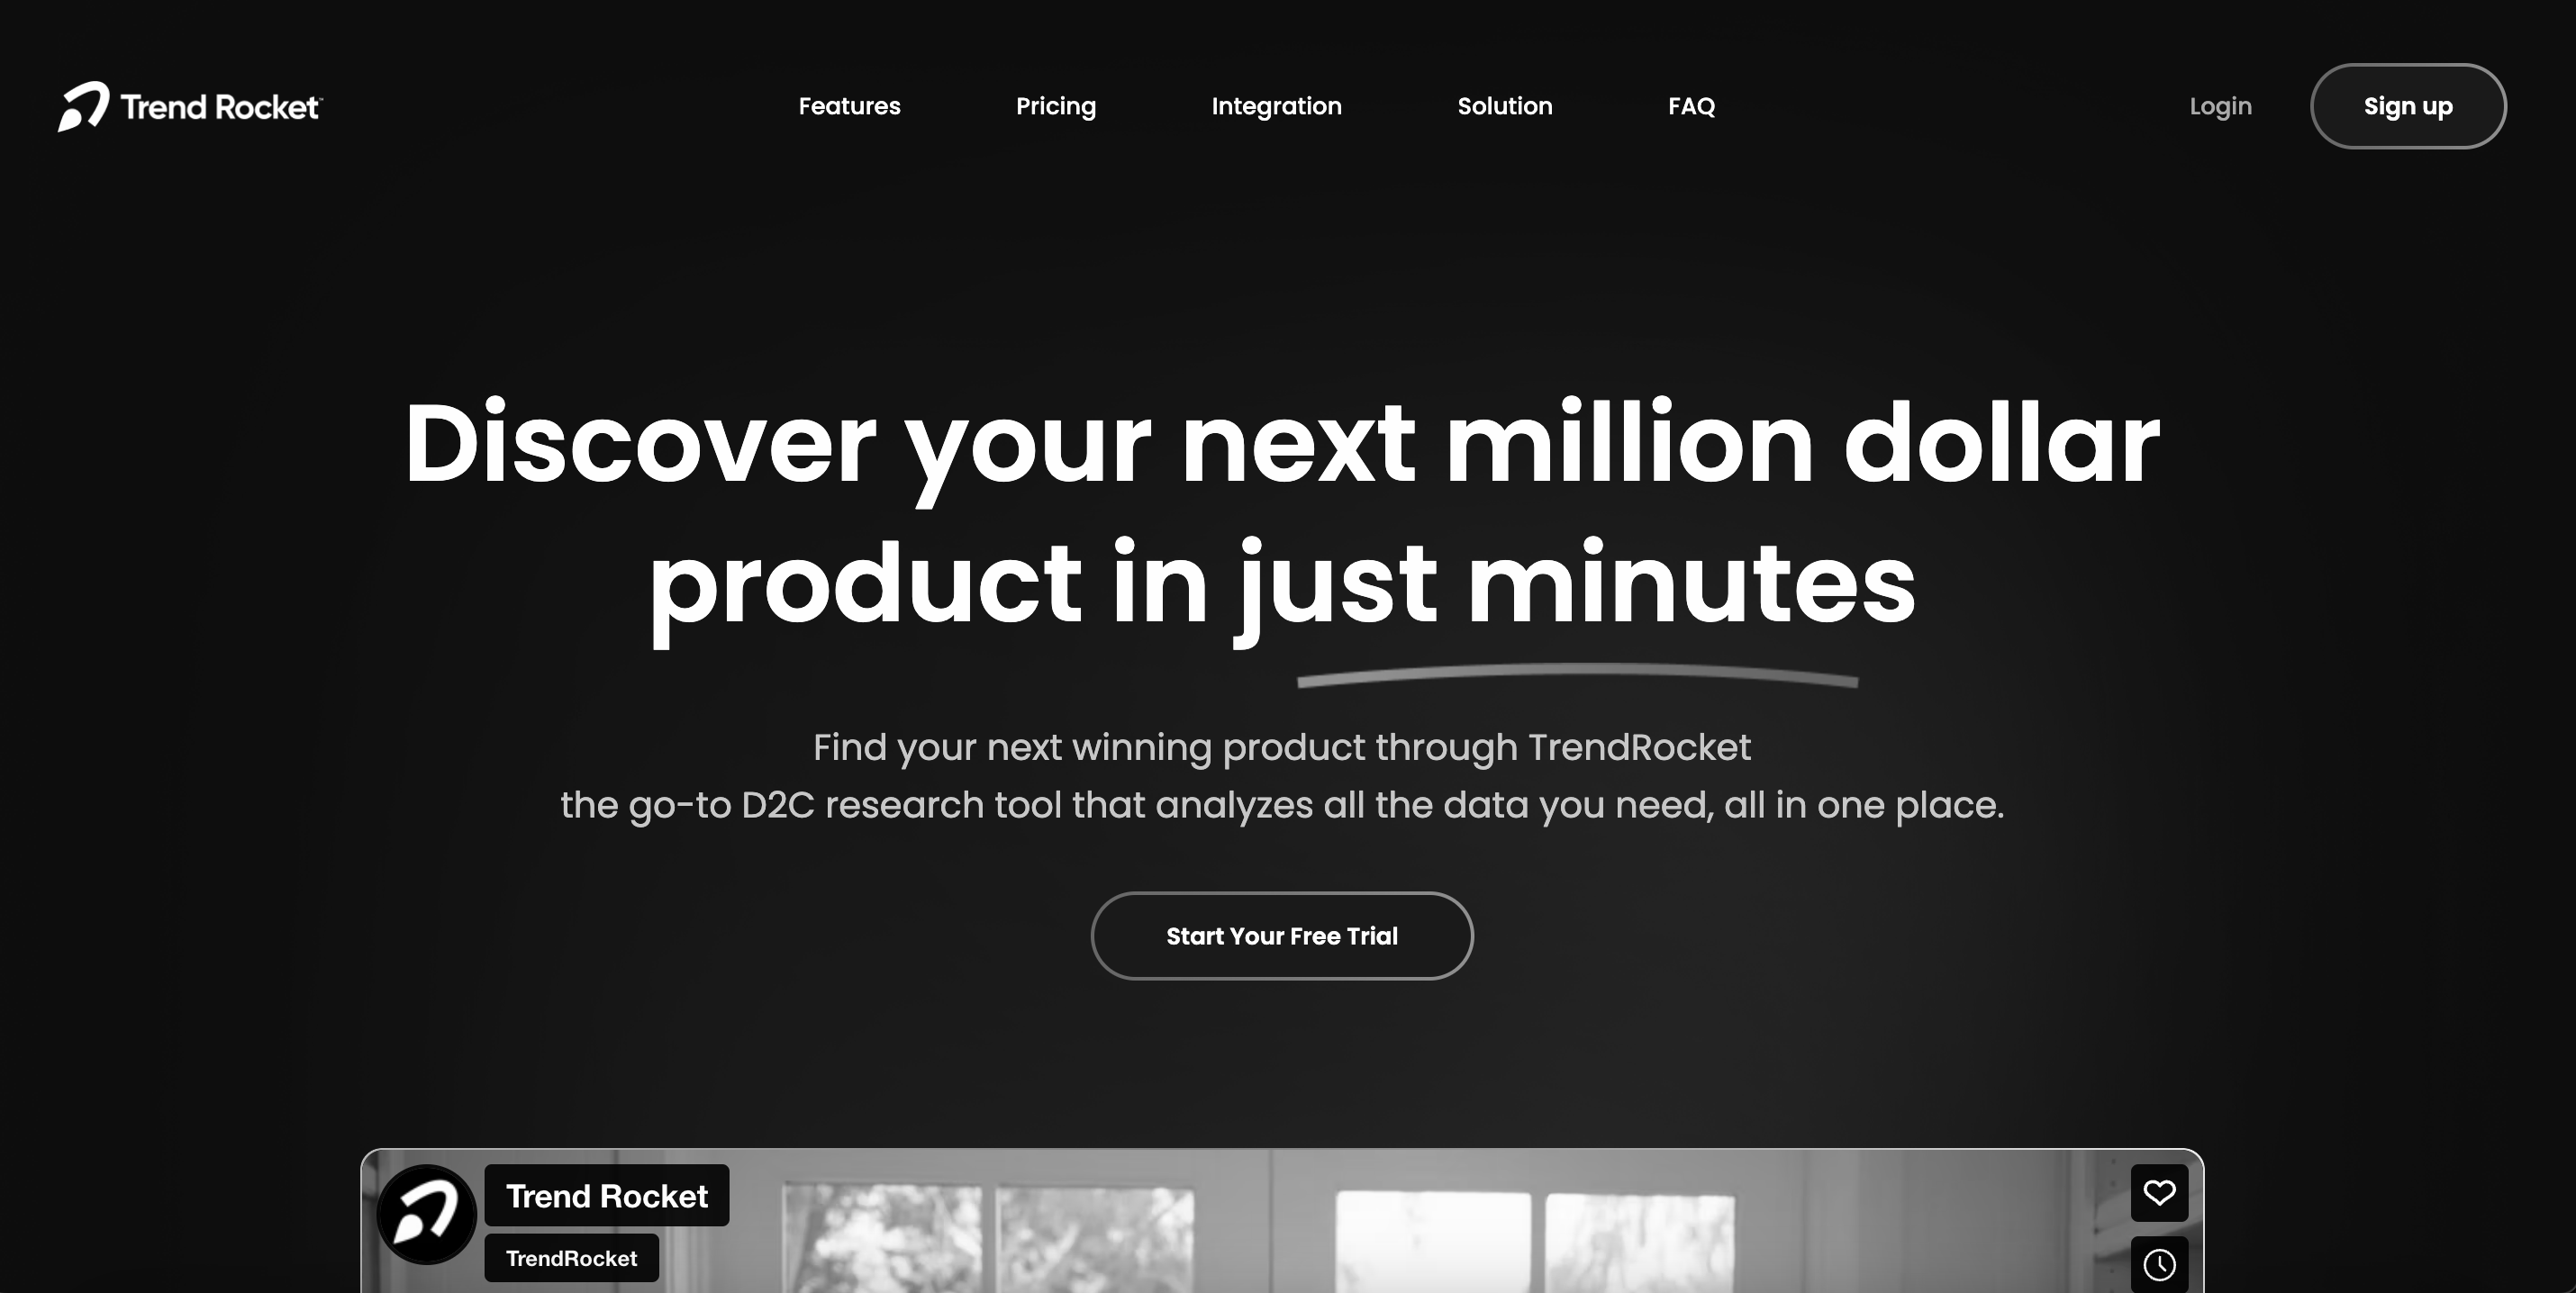 Trend Rocket™
Features
Pricing
Integration
Solution
FAQ
Login
Sign up
Discover your next million dollar
product in just minutes
Find your next winning product through TrendRocket
the go-to D2C research tool that analyzes all the data you need, all in one place.
Start Your Free Trial
Trend Rocket
TrendRocket